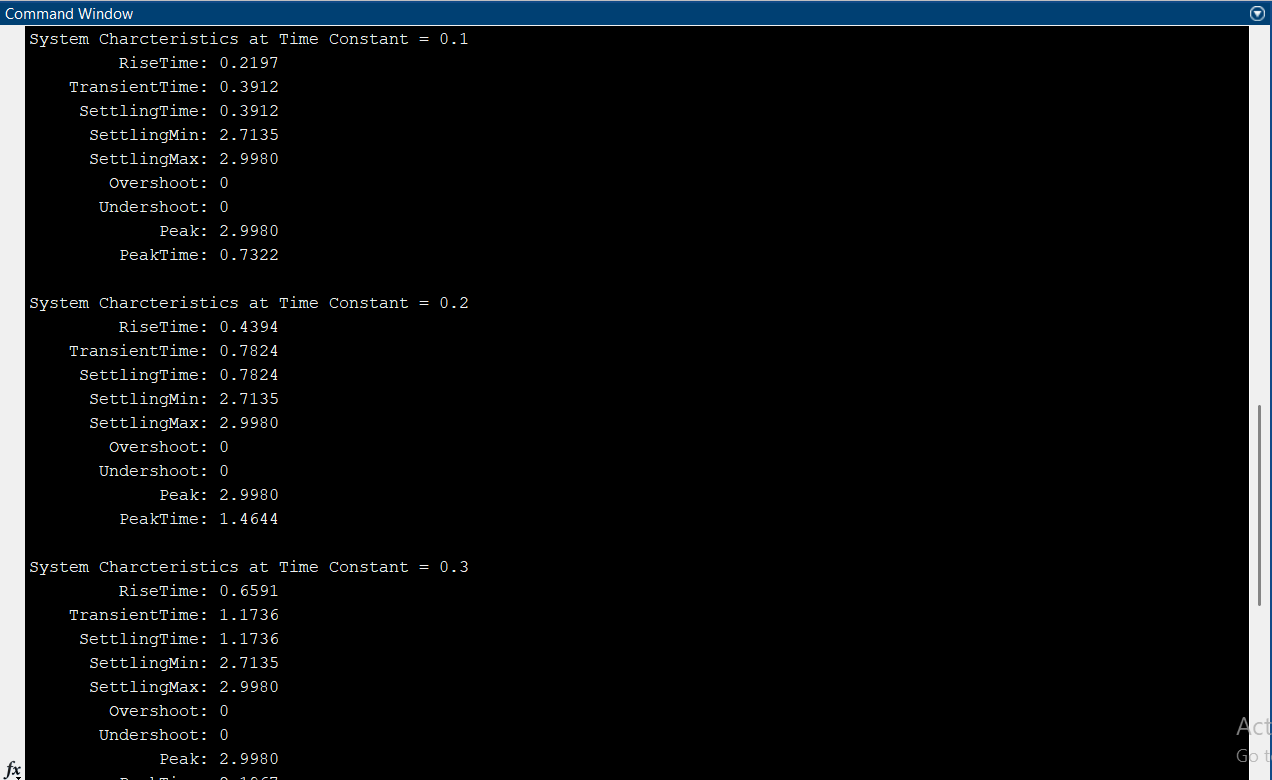 Command Window
System Charcteristics at Time Constant = 0.1
RiseTime: 0.2197
TransientTime: 0.3912
SettlingTime: 0.3912
SettlingMin: 2.7135
SettlingMax: 2.9980
Overshoot: 0
Undershoot: 0
Peak: 2.9980
PeakTime: 0.7322
System Charcteristics at Time Constant = 0.2
RiseTime: 0.4394
TransientTime: 0.7824
SettlingTime: 0.7824
SettlingMin: 2.7135
SettlingMax: 2.9980
Overshoot: 0
Undershoot: 0
Peak: 2.9980
PeakTime: 1.4644
System Charcteristics at Time Constant = 0.3
RiseTime: 0.6591
TransientTime: 1.1736
SettlingTime: 1.1736
SettlingMin: 2.7135
SettlingMax: 2.9980
Overshoot: 0
Undershoot: 0
Peak: 2.9980
fx
Act
Go t